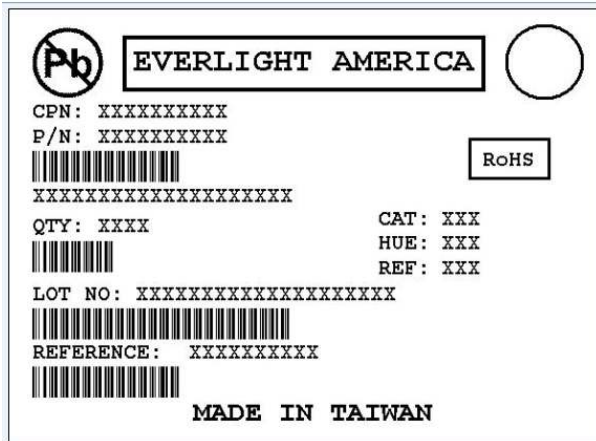 Pb
EVERLIGHT AMERICA
CPN: XXXXXXXXXX
P/N: XXXXXXXXXX
RoHS
XXXXXXXXXXXXXXXXXXXX
QTY: XXXX
CAT: XXX
HUE: XXX
REF: XXX
LOT NO: XXXXXXXXXXXXXXXXXXXX
REFERENCE: XXXXXXXXXX
MADE IN TAIWAN